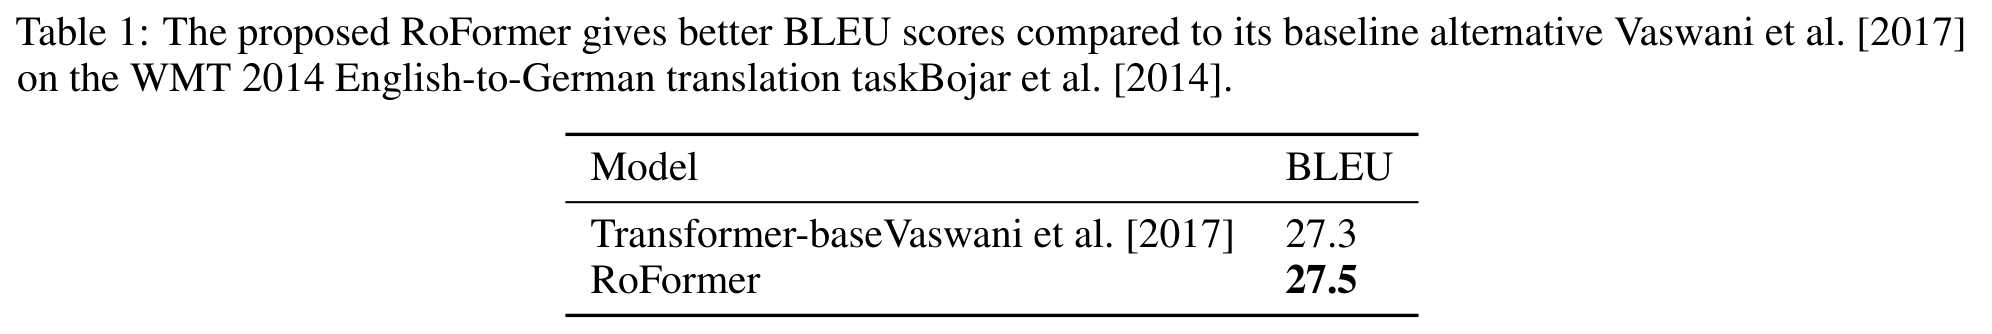 Table 1: The proposed RoFormer gives better BLEU scores compared to its baseline alternative Vaswani et al. [2017]
on the WMT 2014 English-to-German translation taskBojar et al. [2014].
Model BLEU
Transformer-baseVaswani et al. [2017] 27.3
RoFormer 27.5